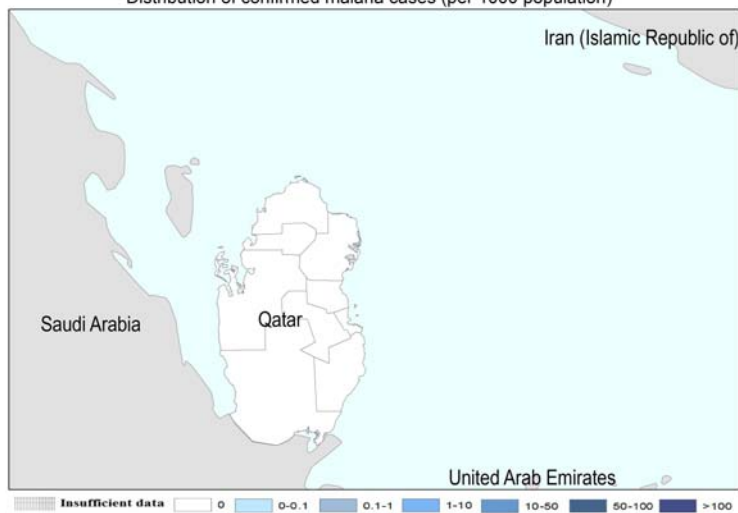 Distribution of confirmed malaria cases (per 1000 population)
Iran (Islamic Republic of)
Saudi Arabia
Qatar
United Arab Emirates
Insufficient data 0 0-0.1 0.1-1 1-10 10-50 50-100 >100